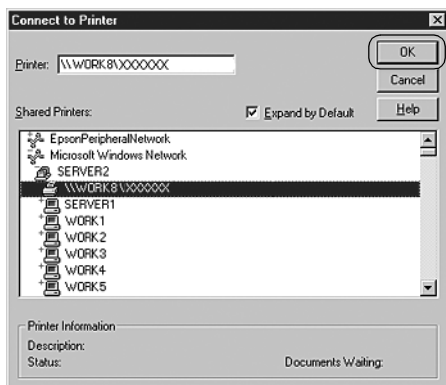 Connect to Printer
Printer: \\WORK8\XXXXXX
OK
Cancel
Help
Shared Printers:
Expand by Default
EpsonPeripheralNetwork
Microsoft Windows Network
SERVER2
\\WORK8\XXXXXX
SERVER1
WORK1
WORK2
WORK3
WORK4
WORK5
Printer Information
Description:
Status:
Documents Waiting: